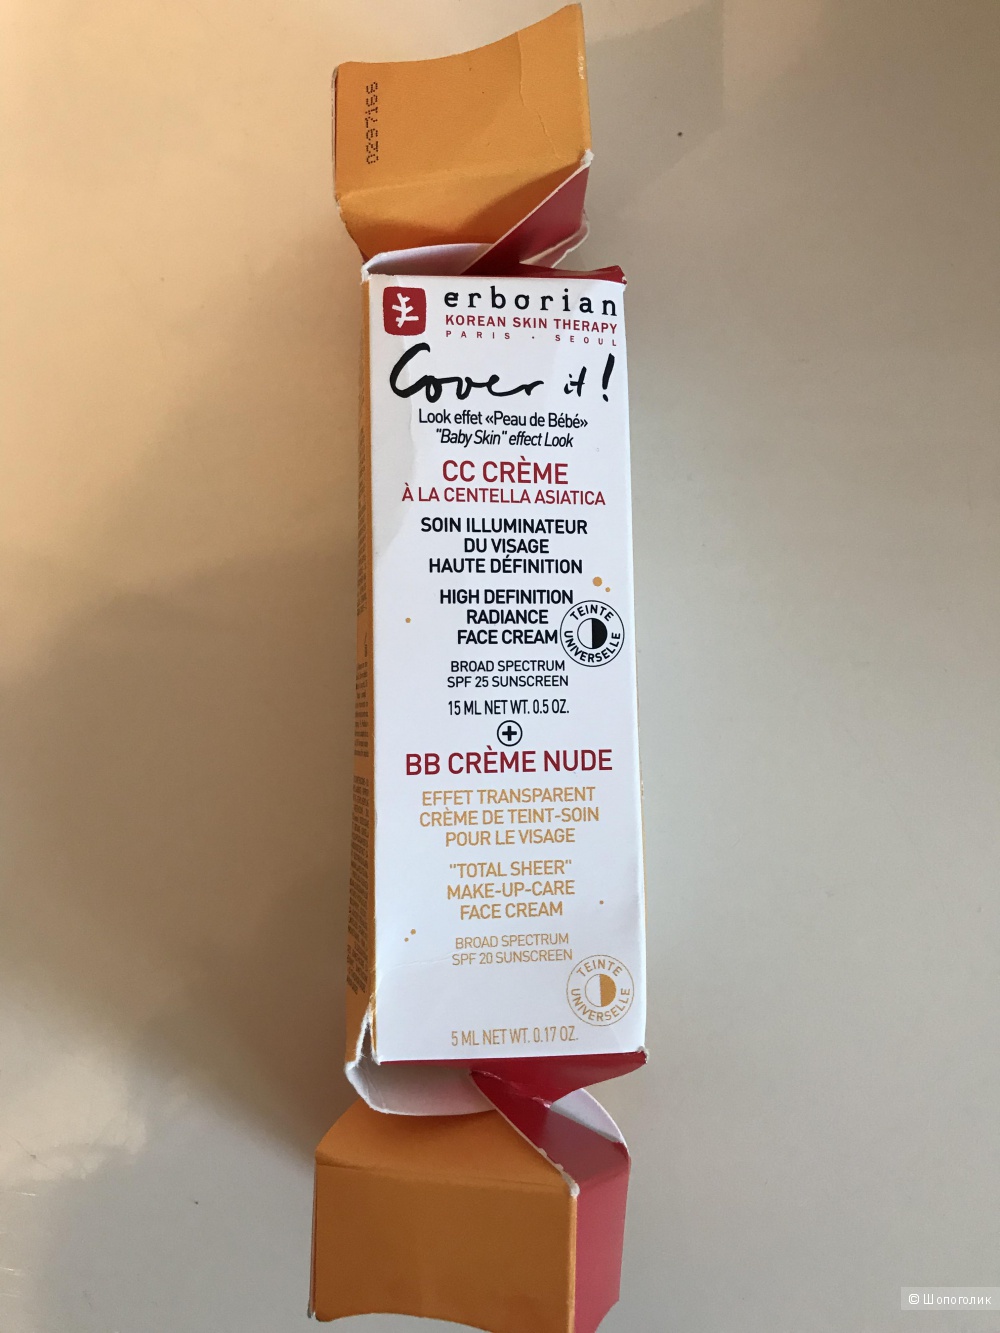 0297166
erborian
KOREAN SKIN THERAPY
PARIS · SEOUL
Cover it!
Look effet «Peau de Bébé»
"Baby Skin" effect Look
CC CRÈME
À LA CENTELLA ASIATICA
SOIN ILLUMINATEUR
DU VISAGE
HAUTE DÉFINITION
HIGH DEFINITION
RADIANCE
FACE CREAM
TEINTE
UNIVERSELLE
BROAD SPECTRUM
SPF 25 SUNSCREEN
15 ML NET WT. 0.5 OZ.
+
BB CRÈME NUDE
EFFET TRANSPARENT
CRÈME DE TEINT-SOIN
POUR LE VISAGE
"TOTAL SHEER"
MAKE-UP-CARE
FACE CREAM
BROAD SPECTRUM
SPF 20 SUNSCREEN
TEINTE
UNIVERSELLE
5 ML NET WT. 0.17 OZ.
© Шопоголик